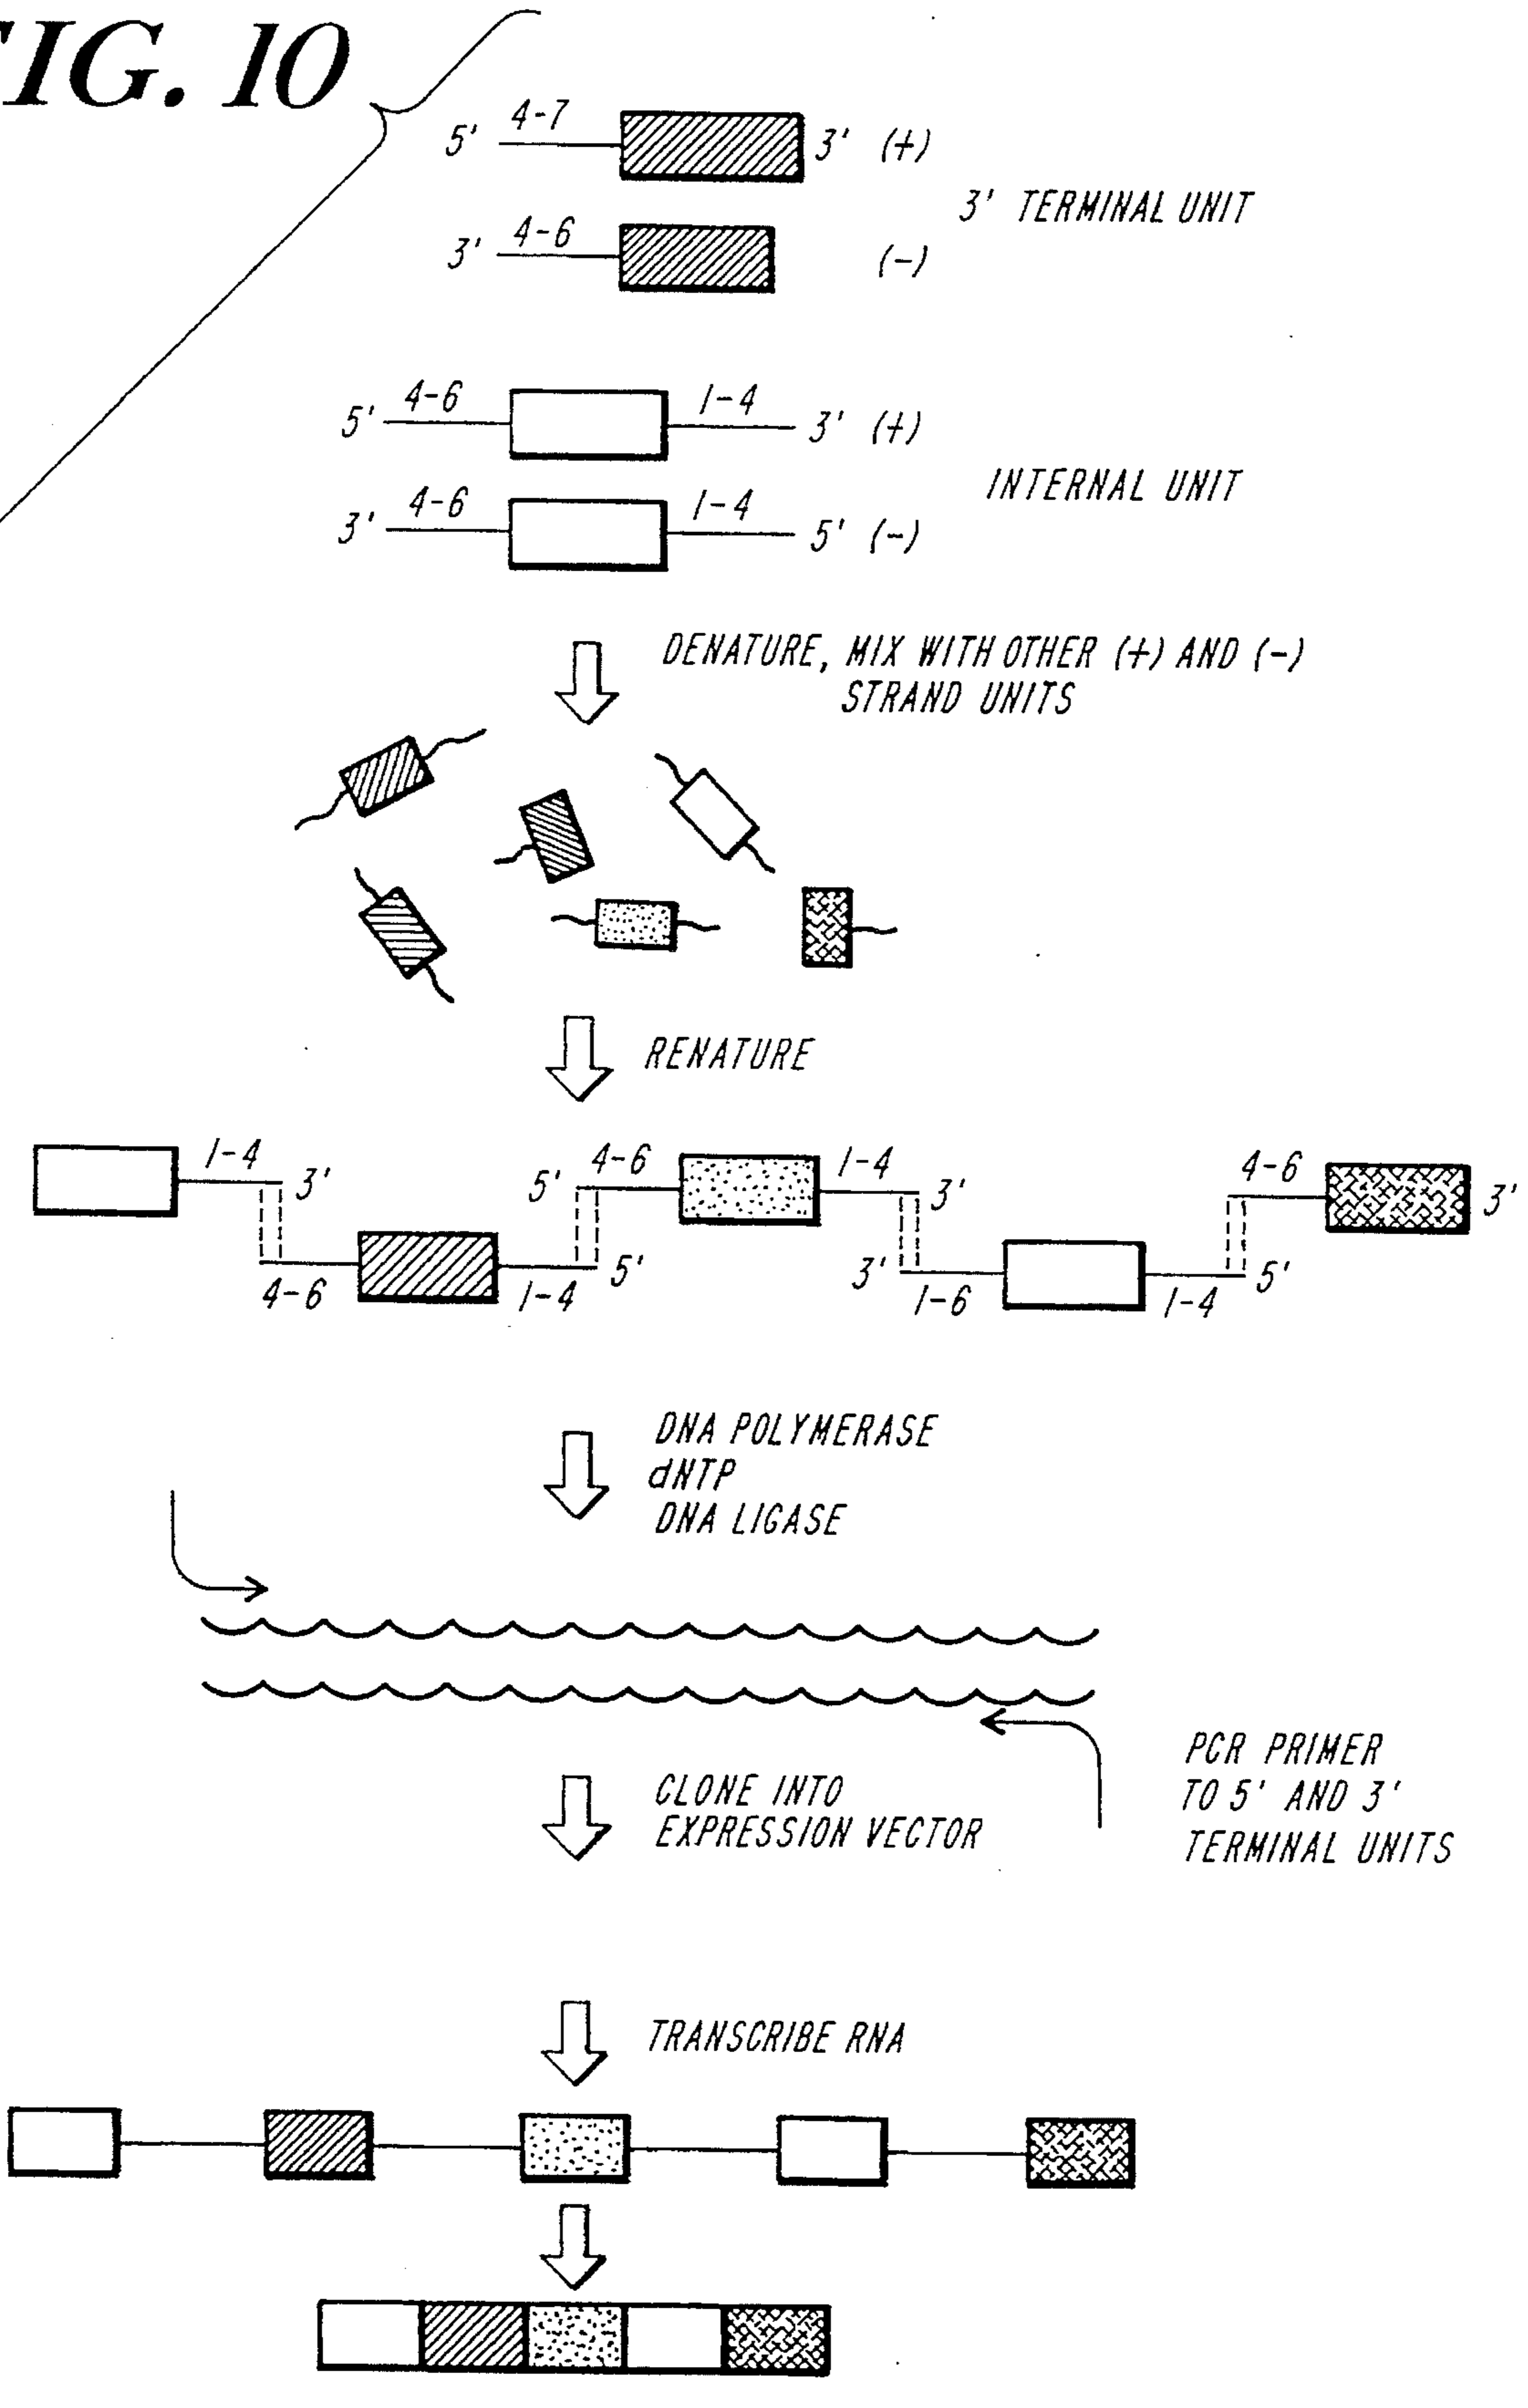 FIG. 10
4-7
5' 3' (+)
3' TERMINAL UNIT
4-6
3' (-)
4-6 1-4
5' 3' (+)
INTERNAL UNIT
4-6 1-4
3' 5' (-)
DENATURE, MIX WITH OTHER (+) AND (-)
STRAND UNITS
RENATURE
1-4 4-6 1-4 4-6
3' 5' 3' 3'
5' 3' 5'
4-6 1-4 1-6 1-4
DNA POLYMERASE
dNTP
DNA LIGASE
PCR PRIMER
TO 5' AND 3'
TERMINAL UNITS
CLONE INTO
EXPRESSION VECTOR
TRANSCRIBE RNA